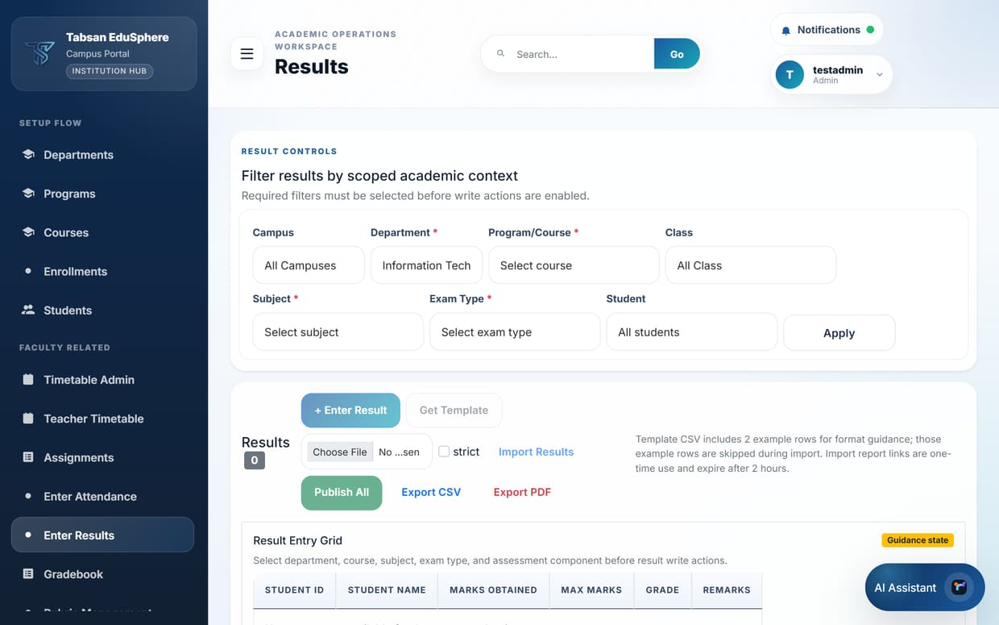 Tabsan EduSphere
Campus Portal
INSTITUTION HUB
SETUP FLOW
Departments
Programs
Courses
Enrollments
Students
FACULTY RELATED
Timetable Admin
Teacher Timetable
Assignments
Enter Attendance
Enter Results
Gradebook
ACADEMIC OPERATIONS
WORKSPACE
Results
Search...
Go
Notifications
T
testadmin
Admin
RESULT CONTROLS
Filter results by scoped academic context
Required filters must be selected before write actions are enabled.
Campus
Department *
Program/Course *
Class
All Campuses
Information Tech
Select course
All Class
Subject *
Exam Type *
Student
Select subject
Select exam type
All students
Apply
Results
0
+ Enter Result
Get Template
Choose File
No ...sen
strict
Import Results
Publish All
Export CSV
Export PDF
Template CSV includes 2 example rows for format guidance; those
example rows are skipped during import. Import report links are one-
time use and expire after 2 hours.
Result Entry Grid
Guidance state
Select department, course, subject, exam type, and assessment component before result write actions.
STUDENT ID
STUDENT NAME
MARKS OBTAINED
MAX MARKS
GRADE
REMARKS
AI Assistant